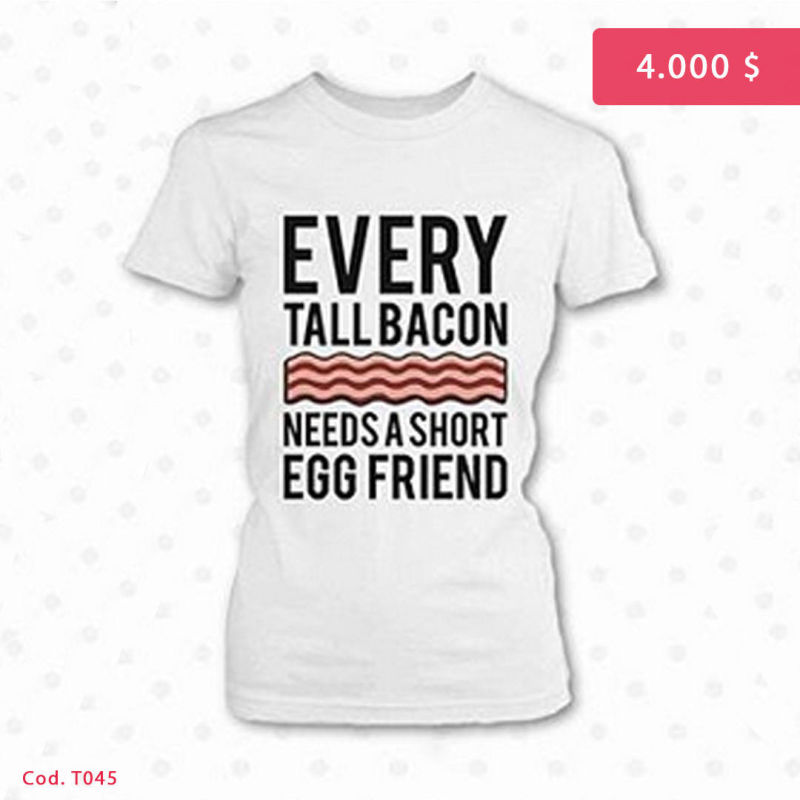 4.000 $
EVERY
TALL BACON
NEEDS A SHORT
EGG FRIEND
Cod. T045